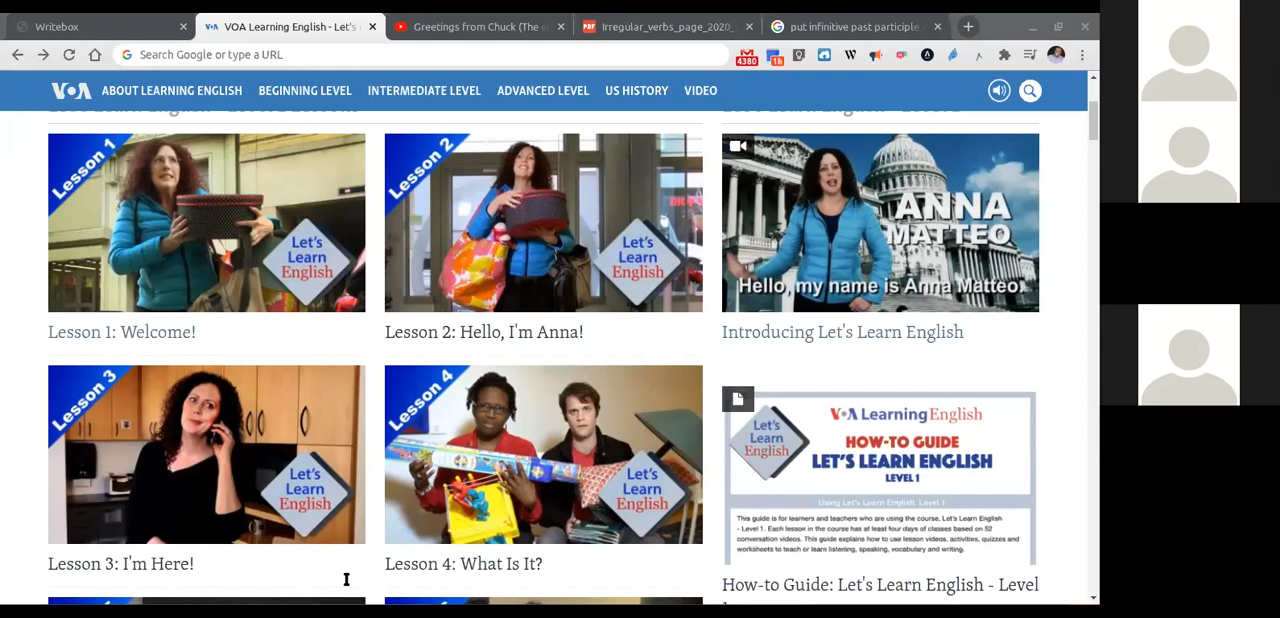 Writebox
VOA Learning English - Let's
Greetings from Chuck (The e
Irregular_verbs_page_2020_
put infinitive past participle
Search Google or type a URL
4380
1h
W
VOA
ABOUT LEARNING ENGLISH
BEGINNING LEVEL
INTERMEDIATE LEVEL
ADVANCED LEVEL
US HISTORY
VIDEO
Lesson 1
Let's
Learn
English
Lesson 2
Let's
Learn
English
ANNA
MATTEO
Hello, my name is Anna Matteo.
Lesson 1: Welcome!
Lesson 2: Hello, I'm Anna!
Introducing Let's Learn English
Lesson 3
Let's
Learn
English
Lesson 4
Let's
Learn
English
Let's
Learn
English
VOA Learning English
HOW-TO GUIDE
LET'S LEARN ENGLISH
LEVEL 1
Using Let's Learn English Level 1
This guide is for learners and teachers who are using the course, Let's Learn English
- Level 1. Each lesson in the course has at least four days of classes based on 52
conversation videos. This guide explains how to use lesson videos, activities, quizzes and
worksheets to teach or learn listening, speaking, vocabulary and writing.
Lesson 3: I'm Here!
Lesson 4: What Is It?
How-to Guide: Let's Learn English - Level